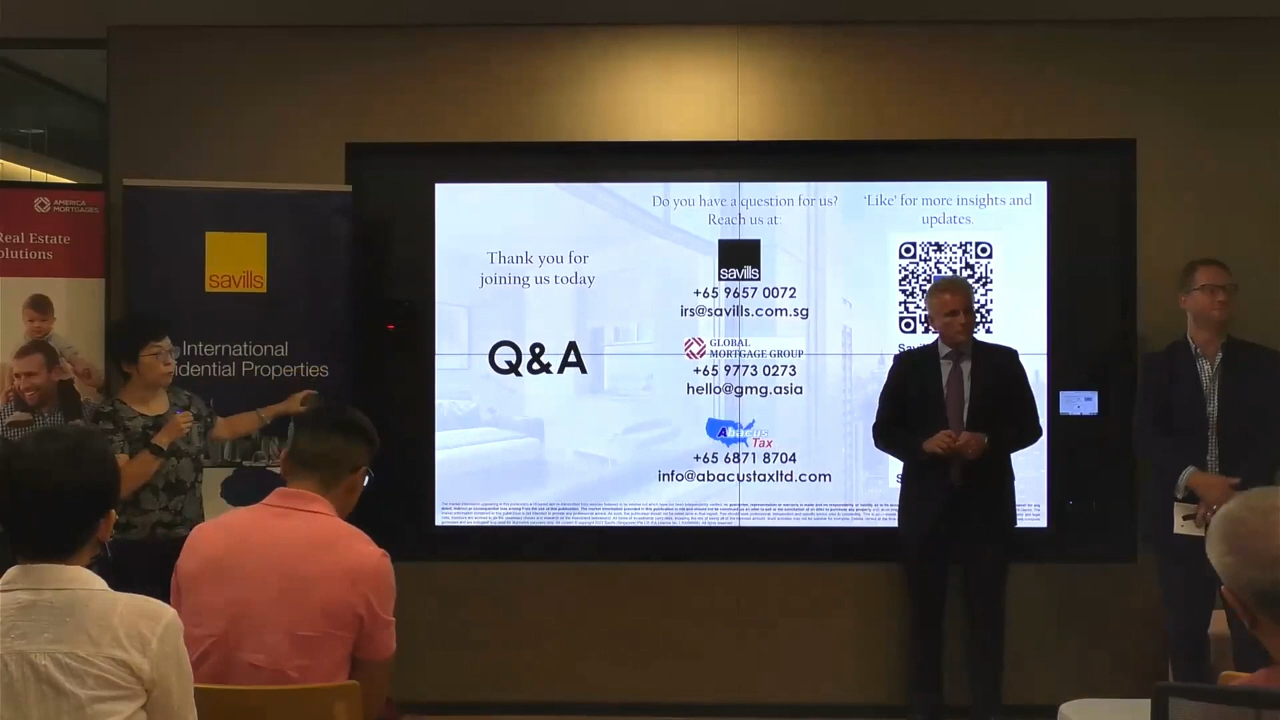 AMERICA
MORTGAGES
Real Estate
olutions
savills
International
idential Properties
Thank you for
joining us today
Q&A
Do you have a question for us?
Reach us at:
savills
+65 9657 0072
irs@savills.com.sg
GLOBAL
MORTGAGE GROUP
+65 9773 0273
hello@gmg.asia
Abacus
Tax
+65 6871 8704
info@abacustaxltd.com
'Like' for more insights and
updates.